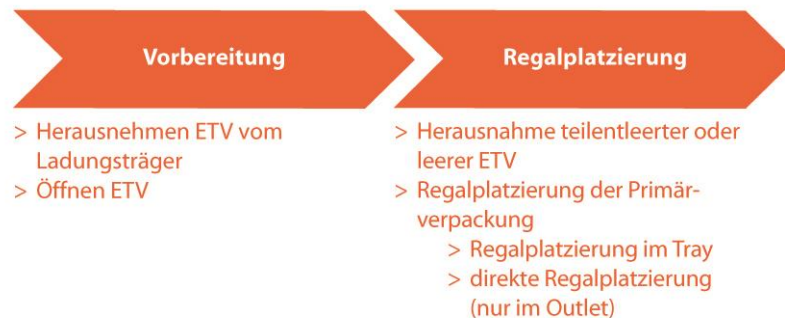 Vorbereitung
> Herausnehmen ETV vom
Ladungsträger
> Öffnen ETV
Regalplatzierung
> Herausnahme teilentleerter oder
leerer ETV
> Regalplatzierung der Primär-
verpackung
> Regalplatzierung im Tray
> direkte Regalplatzierung
(nur im Outlet)